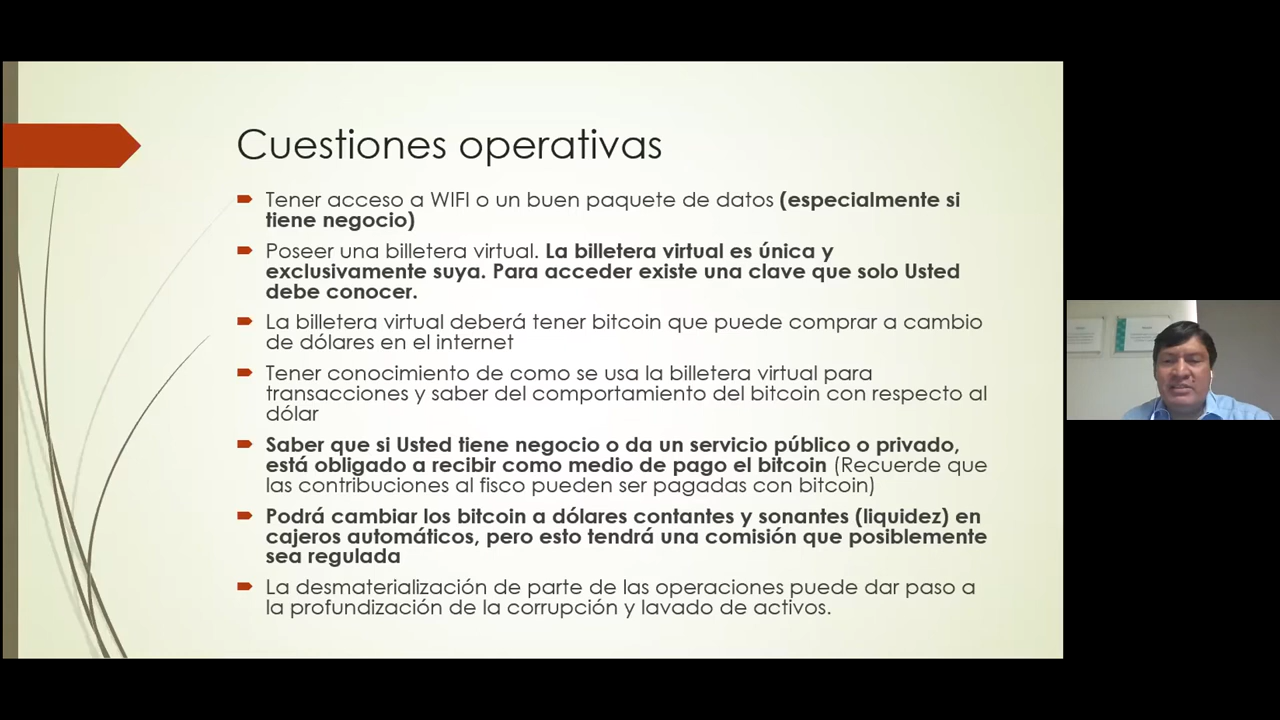 Cuestiones operativas
Tener acceso a WIFI o un buen paquete de datos (especialmente si
tiene negocio)
Poseer una billetera virtual. La billetera virtual es única y
exclusivamente suya. Para acceder existe una clave que solo Usted
debe conocer.
La billetera virtual deberá tener bitcoin que puede comprar a cambio
de dólares en el internet
Tener conocimiento de como se usa la billetera virtual para
transacciones y saber del comportamiento del bitcoin con respecto al
dólar
Saber que si Usted tiene negocio o da un servicio público o privado,
está obligado a recibir como medio de pago el bitcoin (Recuerde que
las contribuciones al fisco pueden ser pagadas con bitcoin)
Podrá cambiar los bitcoin a dólares contantes y sonantes (liquidez) en
cajeros automáticos, pero esto tendrá una comisión que posiblemente
sea regulada
La desmaterialización de parte de las operaciones puede dar paso a
la profundización de la corrupción y lavado de activos.